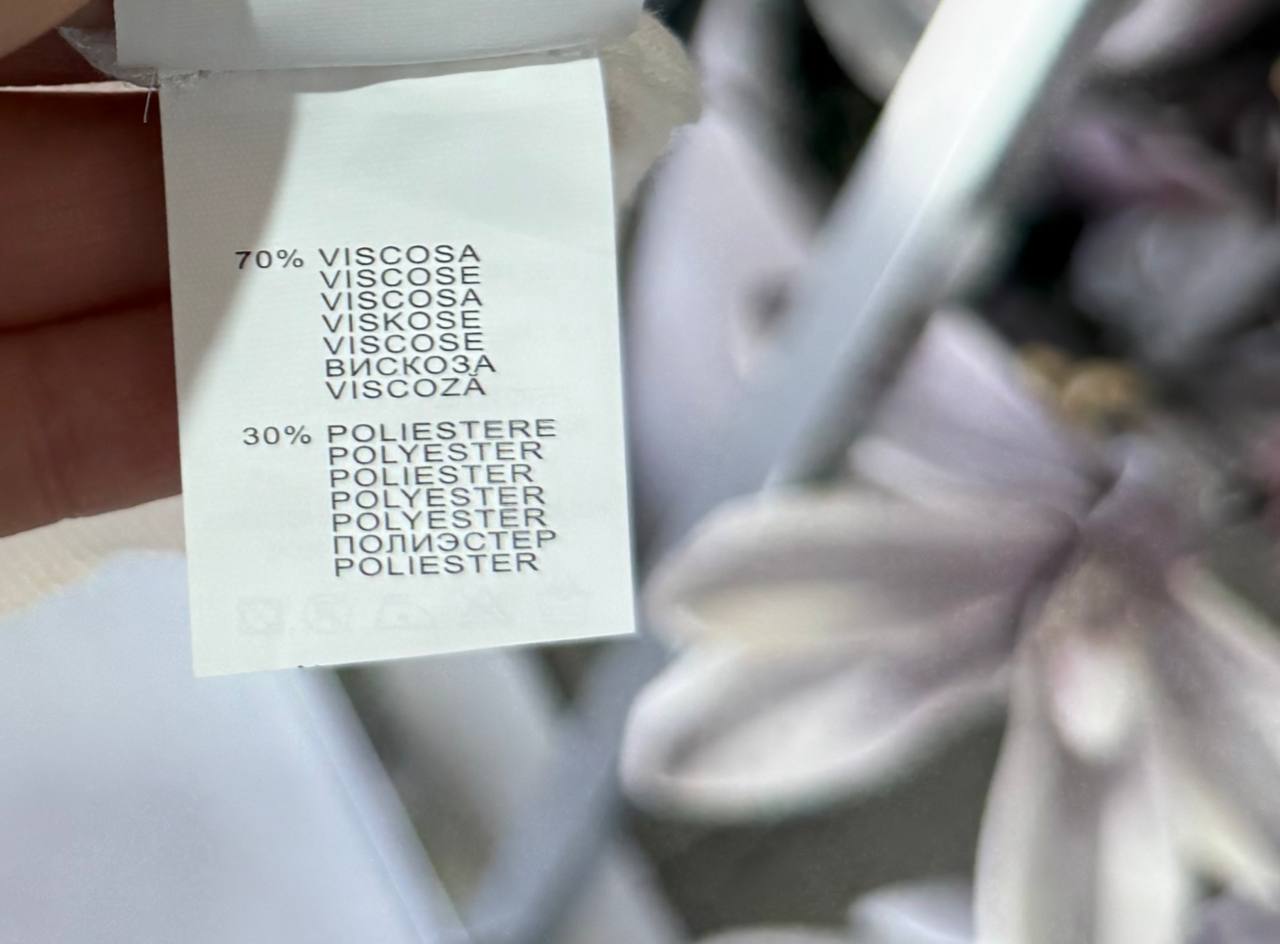 70% VISCOSA
VISCOSE
VISCOSA
VISKOSE
VISCOSE
ВИСКОЗА
VISCOZĂ
30% POLIESTERE
POLYESTER
POLIESTER
POLYESTER
POLYESTER
ПОЛИЭСТЕР
POLIESTER